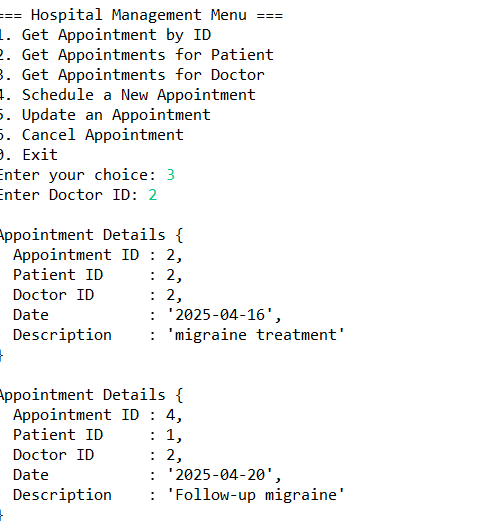 === Hospital Management Menu ===
1. Get Appointment by ID
2. Get Appointments for Patient
3. Get Appointments for Doctor
4. Schedule a New Appointment
5. Update an Appointment
6. Cancel Appointment
0. Exit
Enter your choice: 3
Enter Doctor ID: 2
Appointment Details {
Appointment ID : 2,
Patient ID : 2,
Doctor ID : 2,
Date : '2025-04-16',
Description : 'migraine treatment'
}
Appointment Details {
Appointment ID : 4,
Patient ID : 1,
Doctor ID : 2,
Date : '2025-04-20',
Description : 'Follow-up migraine'
}